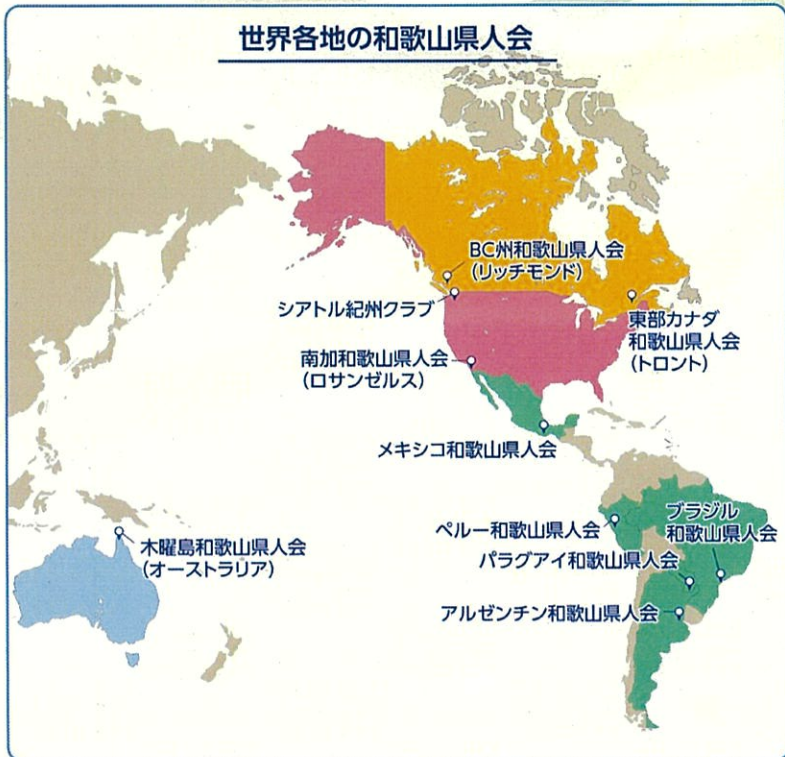 世界各地の和歌山県人会
BC州和歌山県人会
(リッチモンド)
シアトル紀州クラブ
東部カナダ
和歌山県人会
(トロント)
南加和歌山県人会
(ロサンゼルス)
メキシコ和歌山県人会
ブラジル
和歌山県人会
ペルー和歌山県人会
パラグアイ和歌山県人会
アルゼンチン和歌山県人会
木曜島和歌山県人会
(オーストラリア)